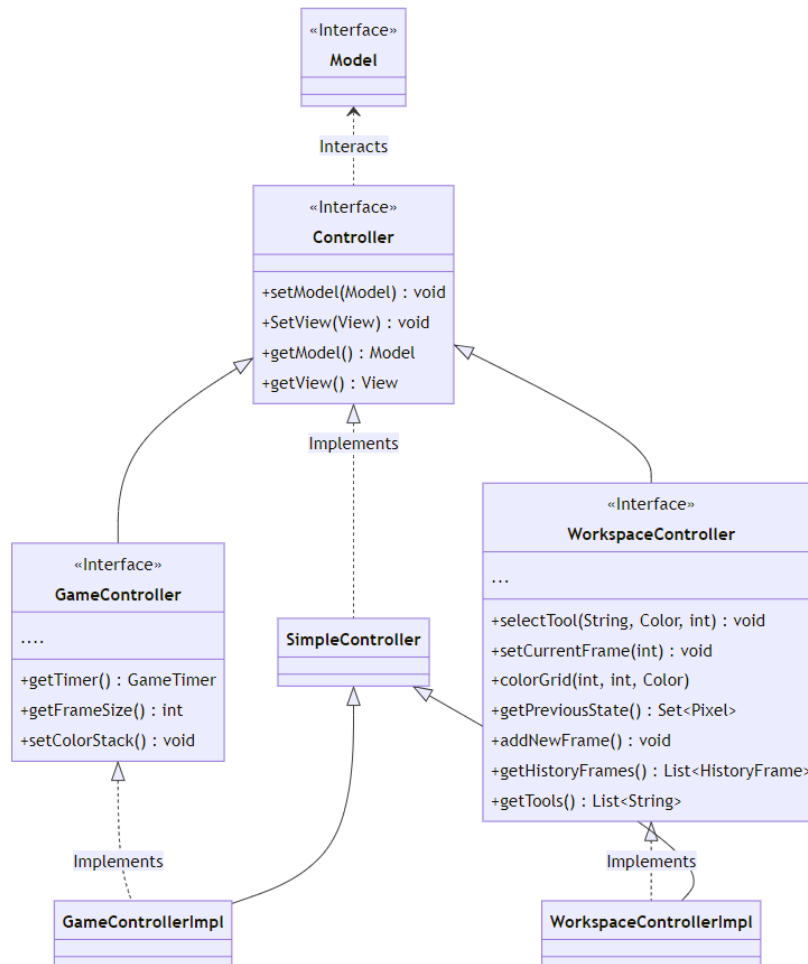 «Interface»
Model
Interacts
«Interface»
Controller
+setModel(Model) : void
+SetView(View) : void
+getModel() : Model
+getView() : View
Implements
«Interface»
WorkspaceController
...
+selectTool(String, Color, int) : void
+setCurrentFrame(int) : void
+colorGrid(int, int, Color)
+getPreviousState() : Set<Pixel>
+addNewFrame() : void
+getHistoryFrames() : List<HistoryFrame>
+getTools() : List<String>
«Interface»
GameController
....
+getTimer() : GameTimer
+getFrameSize() : int
+setColorStack() : void
SimpleController
Implements
Implements
GameControllerImpl
WorkspaceControllerImpl